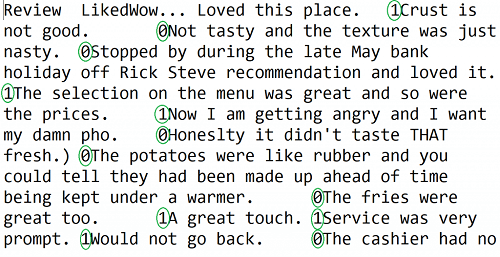 Review  LikedWow... Loved this place.   1Crust is
not good.       0Not tasty and the texture was just
nasty.  0Stopped by during the late May bank
holiday off Rick Steve recommendation and loved it.
1The selection on the menu was great and so were
the prices.     1Now I am getting angry and I want
my damn pho.    0Honeslty it didn't taste THAT
fresh.) 0The potatoes were like rubber and you
could tell they had been made up ahead of time
being kept under a warmer.      0The fries were
great too.      1A great touch. 1Service was very
prompt. 1Would not go back.     0The cashier had no